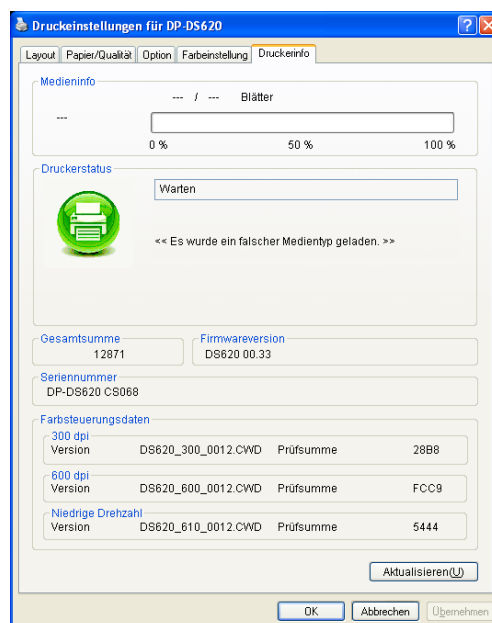 Druckeinstellungen für DP-DS620
Layout Papier/Qualität Option Farbeinstellung Druckerinfo
Medieninfo
--- / --- Blätter
---
0 % 50 % 100 %
Druckerstatus
Warten
<< Es wurde ein falscher Medientyp geladen. >>
Gesamtsumme Firmwareversion
12871 DS620 00.33
Seriennummer
DP-DS620 CS068
Farbsteuerungsdaten
300 dpi
Version DS620_300_0012.CWD Prüfsumme 28B8
600 dpi
Version DS620_600_0012.CWD Prüfsumme FCC9
Niedrige Drehzahl
Version DS620_610_0012.CWD Prüfsumme 5444
Aktualisieren(U)
OK Abbrechen Übernehmen